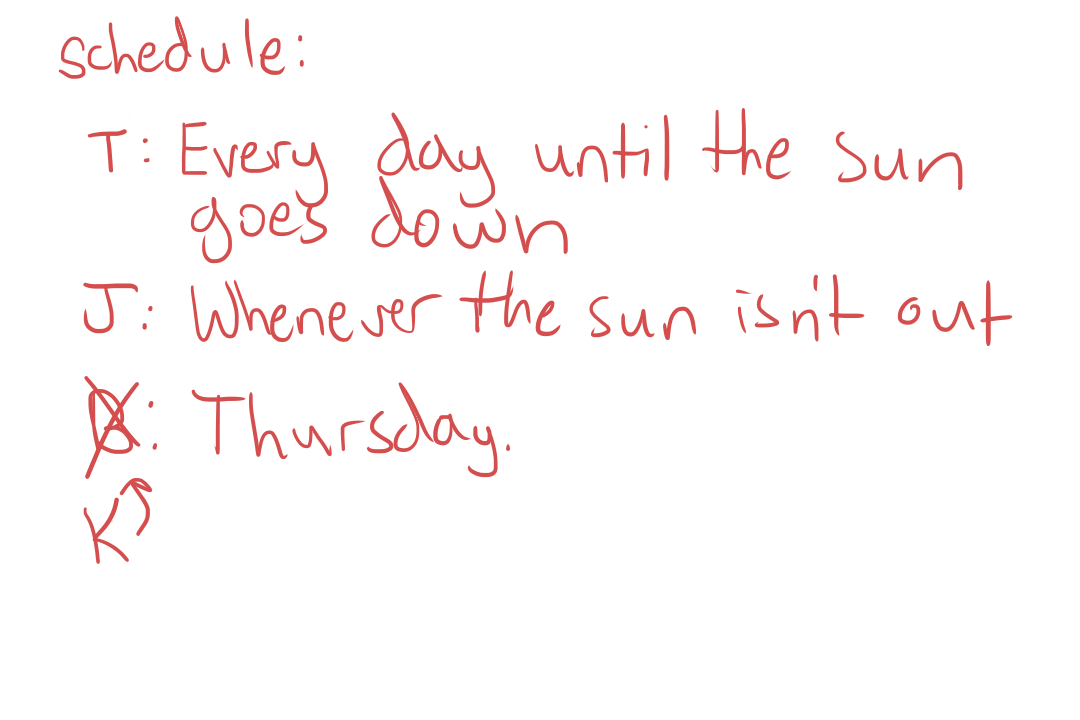 schedule:
T: Every day until the sun
goes down
J: Whenever the sun isn't out
B: Thursday.
K